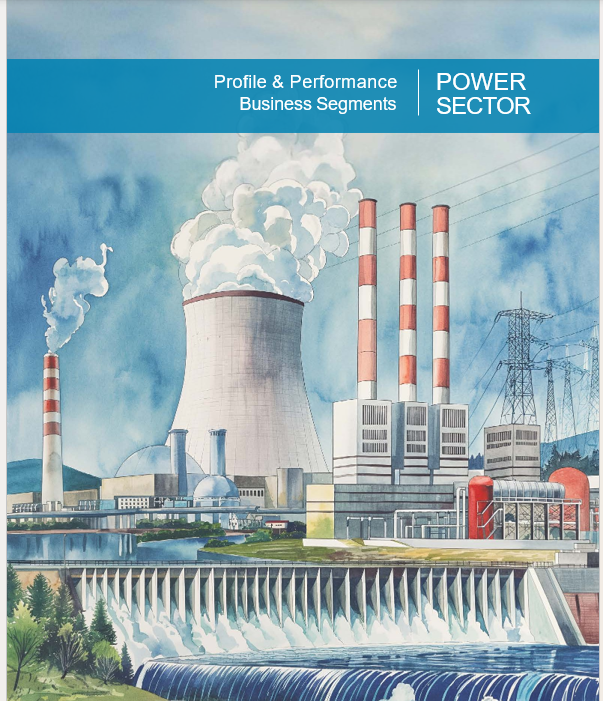 Profile & Performance
Business Segments
POWER
SECTOR